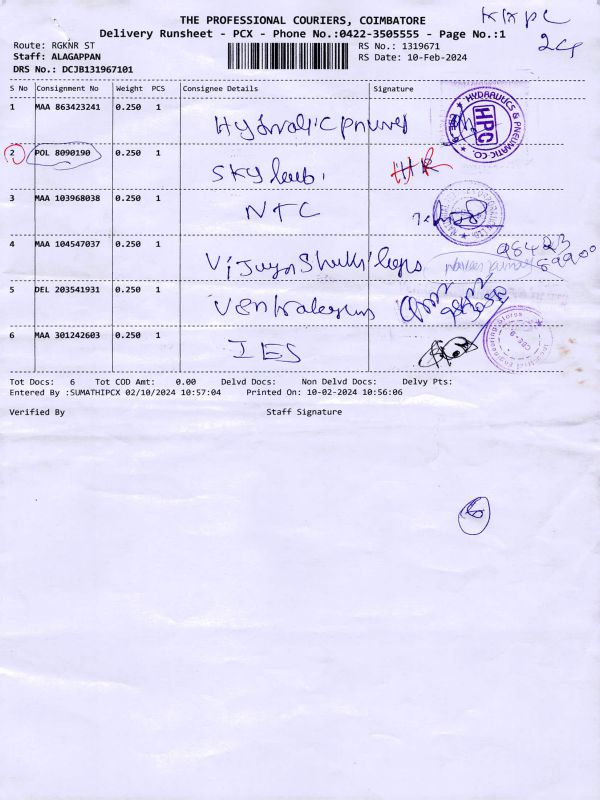 THE PROFESSIONAL COURIERS, COIMBATORE
Delivery Runsheet - PCX - Phone No.:0422-3505555 - Page No.:1
Route: RGKNR ST
RS No.: 1319671
Staff: ALAGAPPAN
RS Date: 10-Feb-2024
DRS No.: DCJB131967101
S No Consignment No Weight PCS Consignee Details Signature
1 MAA 863423241 0.250 1
HYDRAULICS & PNEUMATIC CO.
HPC
2 POL 8090190 0.250 1 Sky lab
3 MAA 103968038 0.250 1 NTC
4 MAA 104547037 0.250 1 Vijaya
5 DEL 203541931 0.250 1
6 MAA 301242603 0.250 1 IES
Tot Docs: 6 Tot COD Amt: 0.00 Delvd Docs: Non Delvd Docs: Delvy Pts:
Entered By :SUMATHIPCX 02/10/2024 10:57:04 Printed On: 10-02-2024 10:56:06
Verified By Staff Signature
6